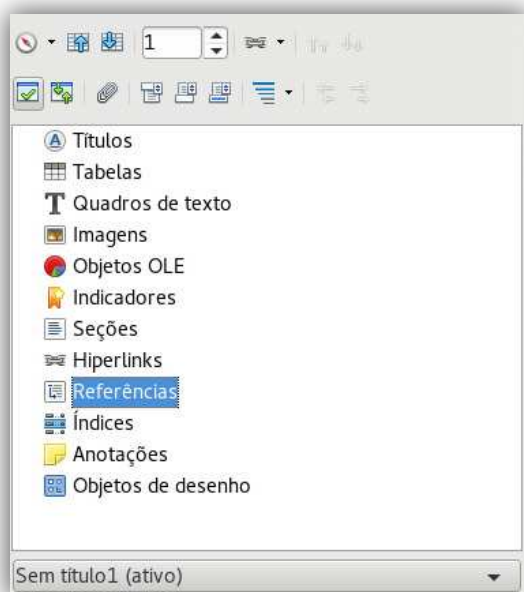 1
Títulos
Tabelas
Quadros de texto
Imagens
Objetos OLE
Indicadores
Seções
Hiperlinks
Referências
Índices
Anotações
Objetos de desenho
Sem título1 (ativo)